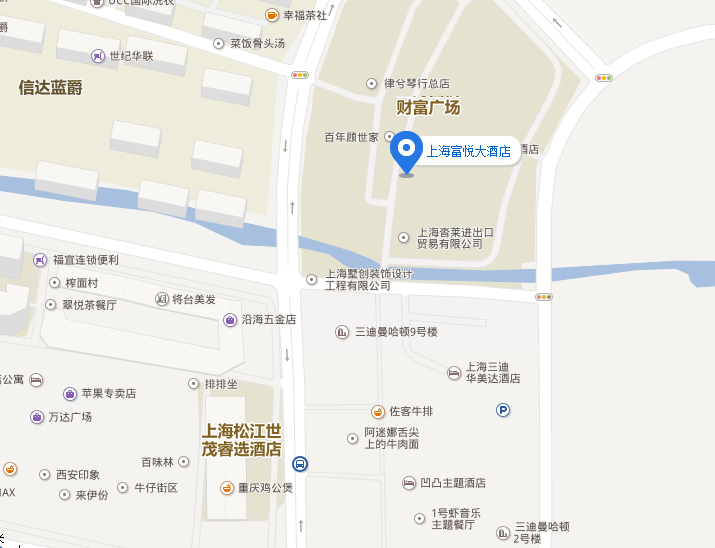 UCC国际洗衣
幸福茶社
爵
菜饭骨头汤
世纪华联
信达蓝爵
律兮琴行总店
财富广场
百年顾世家
上海富悦大酒店
酒店
上海沓莱进出口
贸易有限公司
福宣连锁便利
上海墅创装饰设计
工程有限公司
榨面村
翠悦茶餐厅
将台美发
沿海五金店
三迪曼哈顿9号楼
上海三迪
华美达酒店
公寓
排排坐
苹果专卖店
万达广场
佐客牛排
P
上海松江世
茂睿选酒店
阿迷娜舌尖
上的牛肉面
百味林
西安印象
MAX
来伊份
牛仔街区
重庆鸡公煲
凹凸主题酒店
1号虾音乐
主题餐厅
三迪曼哈顿
2号楼